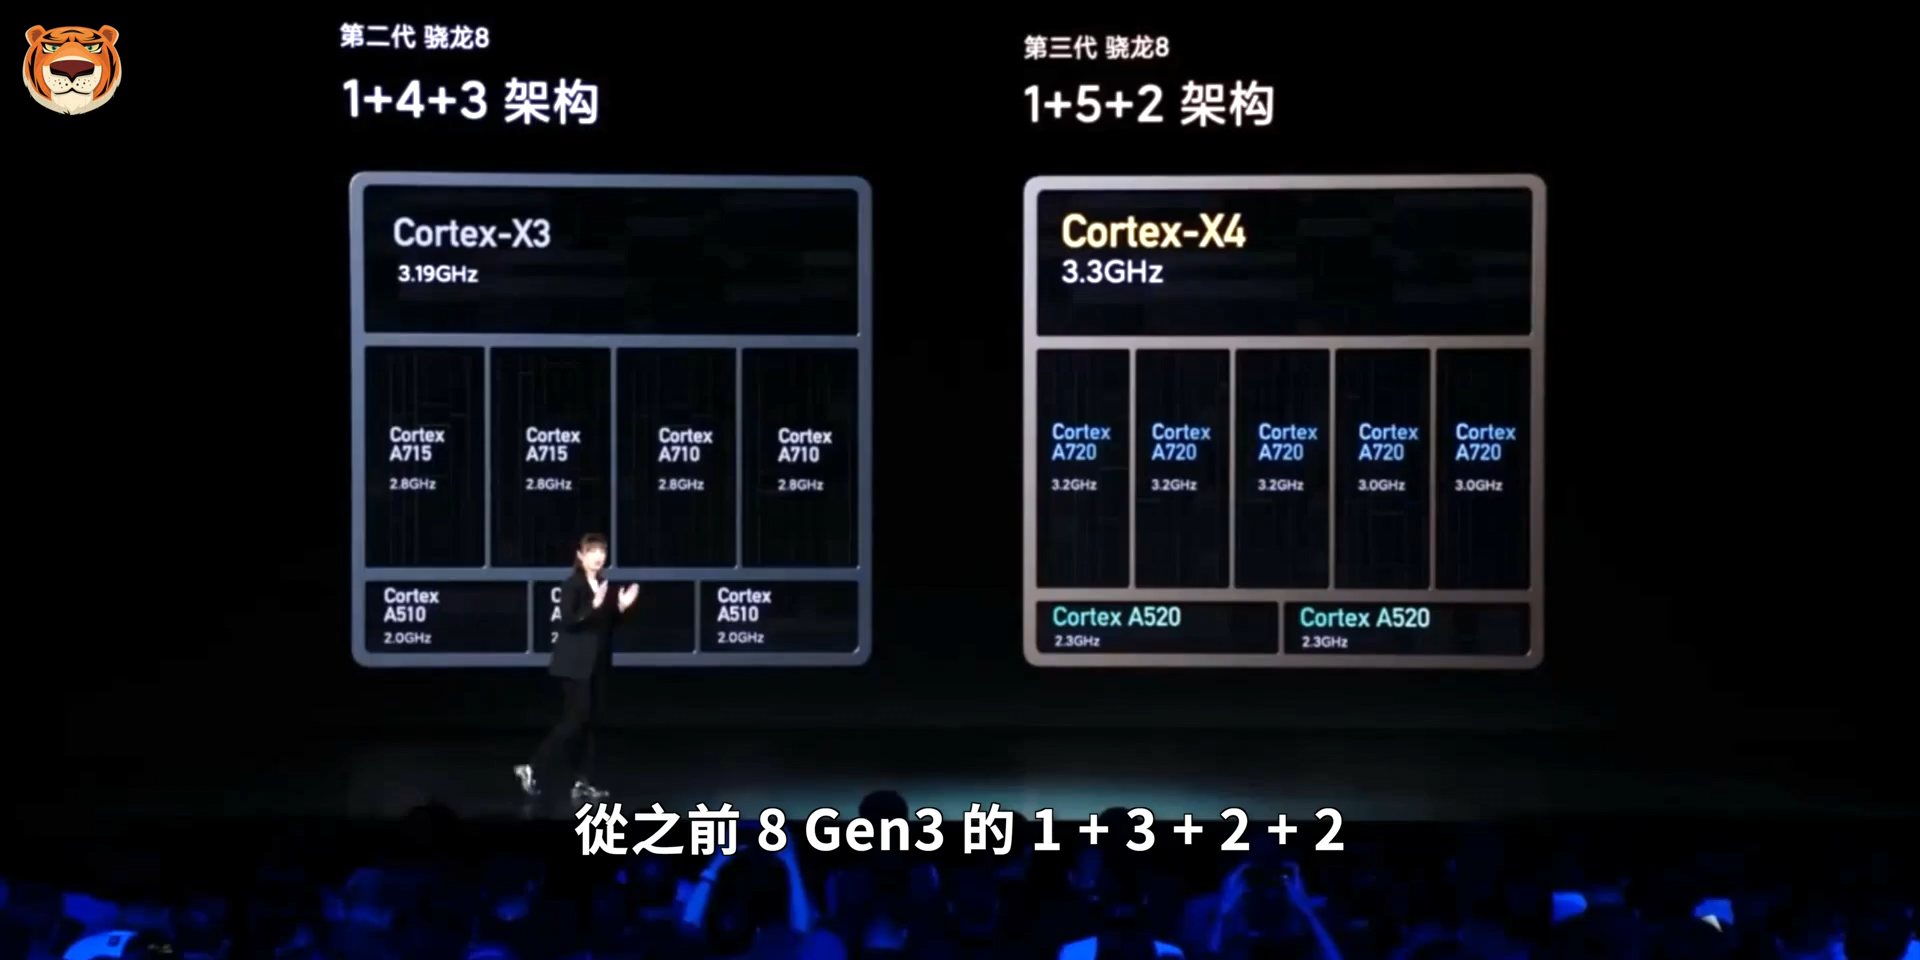 第二代 骁龙8
1+4+3 架构
Cortex-X3
3.19GHz
Cortex
A715
2.8GHz
Cortex
A715
2.8GHz
Cortex
A710
2.8GHz
Cortex
A710
2.8GHz
Cortex
A510
2.0GHz
Cortex
A510
2.0GHz
第三代 骁龙8
1+5+2 架构
Cortex-X4
3.3GHz
Cortex
A720
3.2GHz
Cortex
A720
3.2GHz
Cortex
A720
3.2GHz
Cortex
A720
3.0GHz
Cortex
A720
3.0GHz
Cortex A520
2.3GHz
Cortex A520
2.3GHz
從之前 8 Gen3 的 1 + 3 + 2 + 2